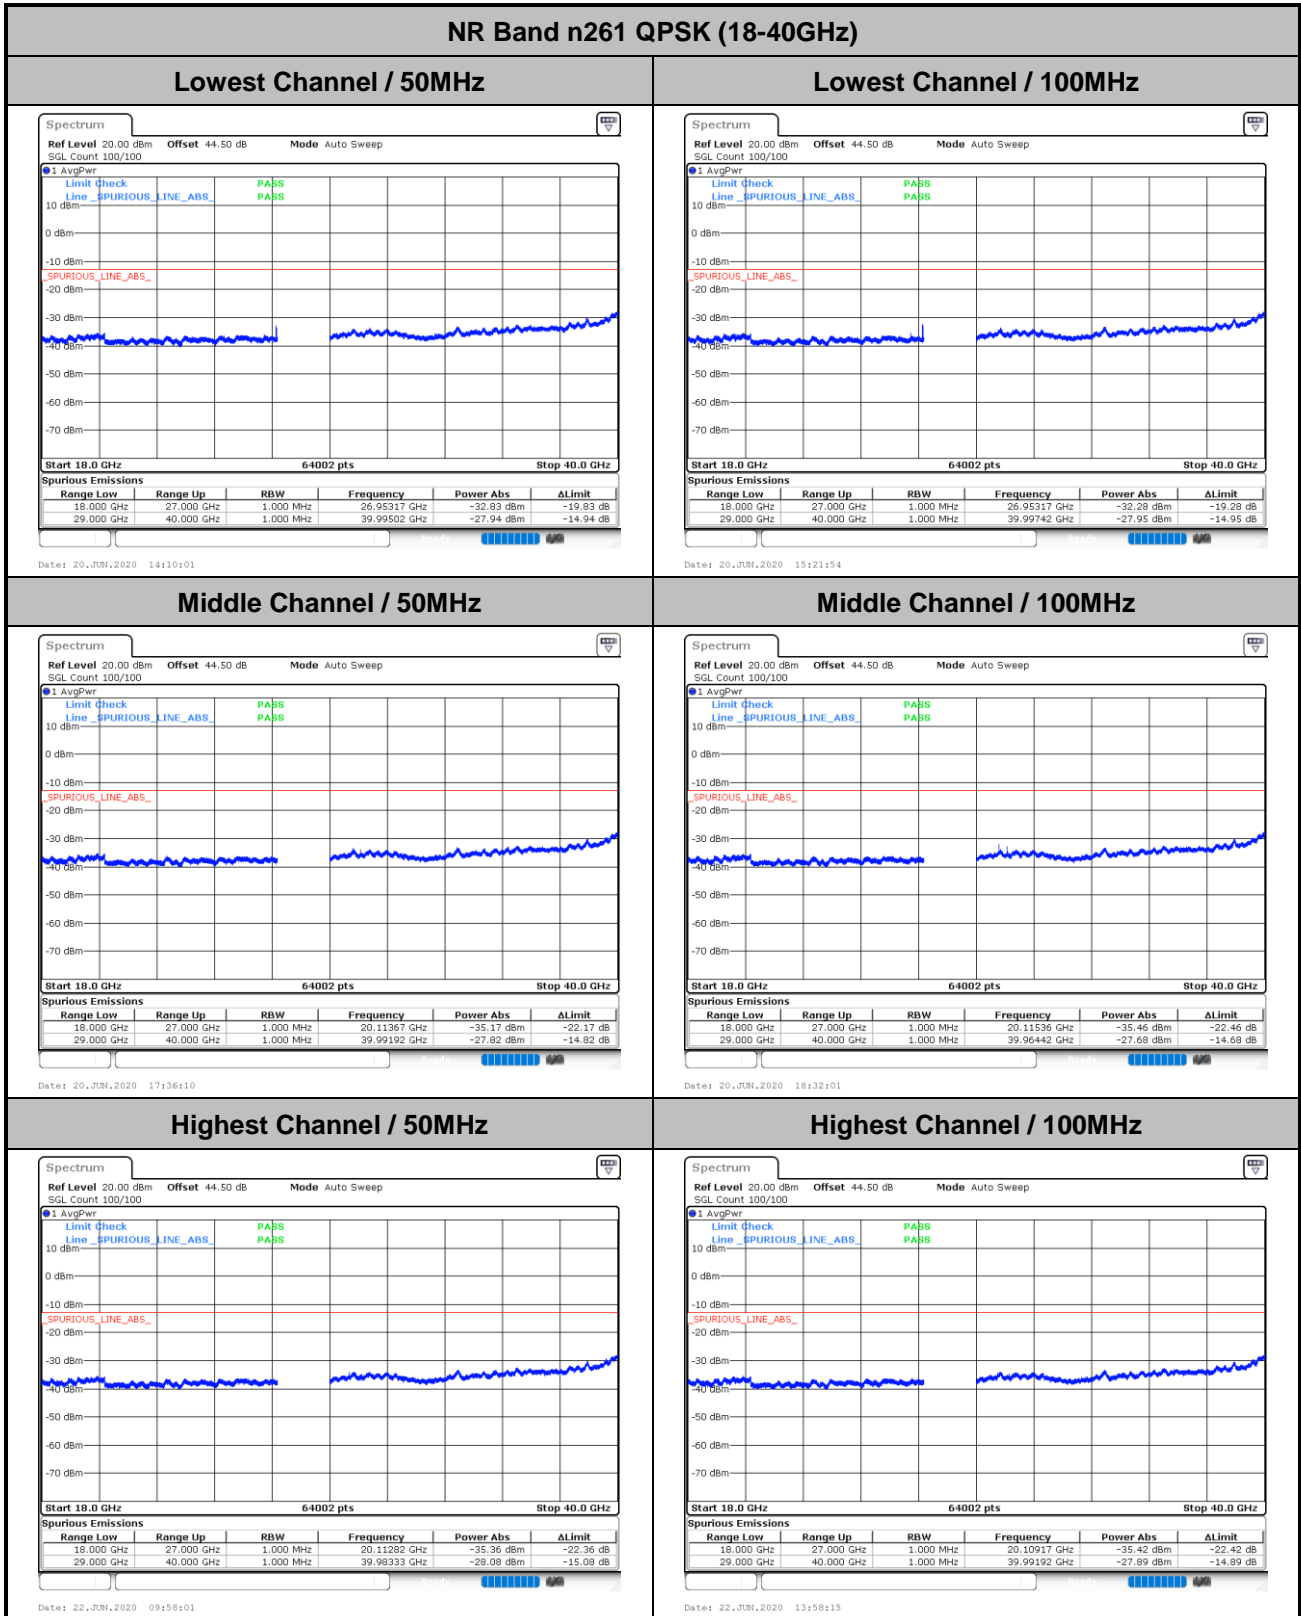 NR Band n261 QPSK (18-40GHz)
Lowest Channel / 50MHz
Lowest Channel / 100MHz
Spectrum
Ref Level 20.00 dBm Offset 44.50 dB Mode Auto Sweep
SGL Count 100/100
1 AvgPwr
Limit Check PASS
Line _SPURIOUS_LINE_ABS_ PASS
10 dBm
0 dBm
-10 dBm
_SPURIOUS_LINE_ABS_
-20 dBm
-30 dBm
-40 dBm
-50 dBm
-60 dBm
-70 dBm
Start 18.0 GHz 64002 pts Stop 40.0 GHz
Spurious Emissions
Range Low Range Up RBW Frequency Power Abs ΔLimit
18.000 GHz 27.000 GHz 1.000 MHz 26.95317 GHz -32.83 dBm -19.83 dB
29.000 GHz 40.000 GHz 1.000 MHz 39.99502 GHz -27.94 dBm -14.94 dB
Date: 20.JUN.2020 14:10:01
Spectrum
Ref Level 20.00 dBm Offset 44.50 dB Mode Auto Sweep
SGL Count 100/100
1 AvgPwr
Limit Check PASS
Line _SPURIOUS_LINE_ABS_ PASS
10 dBm
0 dBm
-10 dBm
_SPURIOUS_LINE_ABS_
-20 dBm
-30 dBm
-40 dBm
-50 dBm
-60 dBm
-70 dBm
Start 18.0 GHz 64002 pts Stop 40.0 GHz
Spurious Emissions
Range Low Range Up RBW Frequency Power Abs ΔLimit
18.000 GHz 27.000 GHz 1.000 MHz 26.95317 GHz -32.28 dBm -19.28 dB
29.000 GHz 40.000 GHz 1.000 MHz 39.99742 GHz -27.95 dBm -14.95 dB
Date: 20.JUN.2020 15:21:54
Middle Channel / 50MHz
Middle Channel / 100MHz
Spectrum
Ref Level 20.00 dBm Offset 44.50 dB Mode Auto Sweep
SGL Count 100/100
1 AvgPwr
Limit Check PASS
Line _SPURIOUS_LINE_ABS_ PASS
10 dBm
0 dBm
-10 dBm
_SPURIOUS_LINE_ABS_
-20 dBm
-30 dBm
-40 dBm
-50 dBm
-60 dBm
-70 dBm
Start 18.0 GHz 64002 pts Stop 40.0 GHz
Spurious Emissions
Range Low Range Up RBW Frequency Power Abs ΔLimit
18.000 GHz 27.000 GHz 1.000 MHz 20.11367 GHz -35.17 dBm -22.17 dB
29.000 GHz 40.000 GHz 1.000 MHz 39.99192 GHz -27.82 dBm -14.82 dB
Date: 20.JUN.2020 17:36:10
Spectrum
Ref Level 20.00 dBm Offset 44.50 dB Mode Auto Sweep
SGL Count 100/100
1 AvgPwr
Limit Check PASS
Line _SPURIOUS_LINE_ABS_ PASS
10 dBm
0 dBm
-10 dBm
_SPURIOUS_LINE_ABS_
-20 dBm
-30 dBm
-40 dBm
-50 dBm
-60 dBm
-70 dBm
Start 18.0 GHz 64002 pts Stop 40.0 GHz
Spurious Emissions
Range Low Range Up RBW Frequency Power Abs ΔLimit
18.000 GHz 27.000 GHz 1.000 MHz 20.11536 GHz -35.46 dBm -22.46 dB
29.000 GHz 40.000 GHz 1.000 MHz 39.96442 GHz -27.68 dBm -14.68 dB
Date: 20.JUN.2020 18:32:01
Highest Channel / 50MHz
Highest Channel / 100MHz
Spectrum
Ref Level 20.00 dBm Offset 44.50 dB Mode Auto Sweep
SGL Count 100/100
1 AvgPwr
Limit Check PASS
Line _SPURIOUS_LINE_ABS_ PASS
10 dBm
0 dBm
-10 dBm
_SPURIOUS_LINE_ABS_
-20 dBm
-30 dBm
-40 dBm
-50 dBm
-60 dBm
-70 dBm
Start 18.0 GHz 64002 pts Stop 40.0 GHz
Spurious Emissions
Range Low Range Up RBW Frequency Power Abs ΔLimit
18.000 GHz 27.000 GHz 1.000 MHz 20.11282 GHz -35.36 dBm -22.36 dB
29.000 GHz 40.000 GHz 1.000 MHz 39.98333 GHz -28.08 dBm -15.08 dB
Date: 22.JUN.2020 09:58:01
Spectrum
Ref Level 20.00 dBm Offset 44.50 dB Mode Auto Sweep
SGL Count 100/100
1 AvgPwr
Limit Check PASS
Line _SPURIOUS_LINE_ABS_ PASS
10 dBm
0 dBm
-10 dBm
_SPURIOUS_LINE_ABS_
-20 dBm
-30 dBm
-40 dBm
-50 dBm
-60 dBm
-70 dBm
Start 18.0 GHz 64002 pts Stop 40.0 GHz
Spurious Emissions
Range Low Range Up RBW Frequency Power Abs ΔLimit
18.000 GHz 27.000 GHz 1.000 MHz 20.10917 GHz -35.42 dBm -22.42 dB
29.000 GHz 40.000 GHz 1.000 MHz 39.99192 GHz -27.89 dBm -14.89 dB
Date: 22.JUN.2020 13:58:15